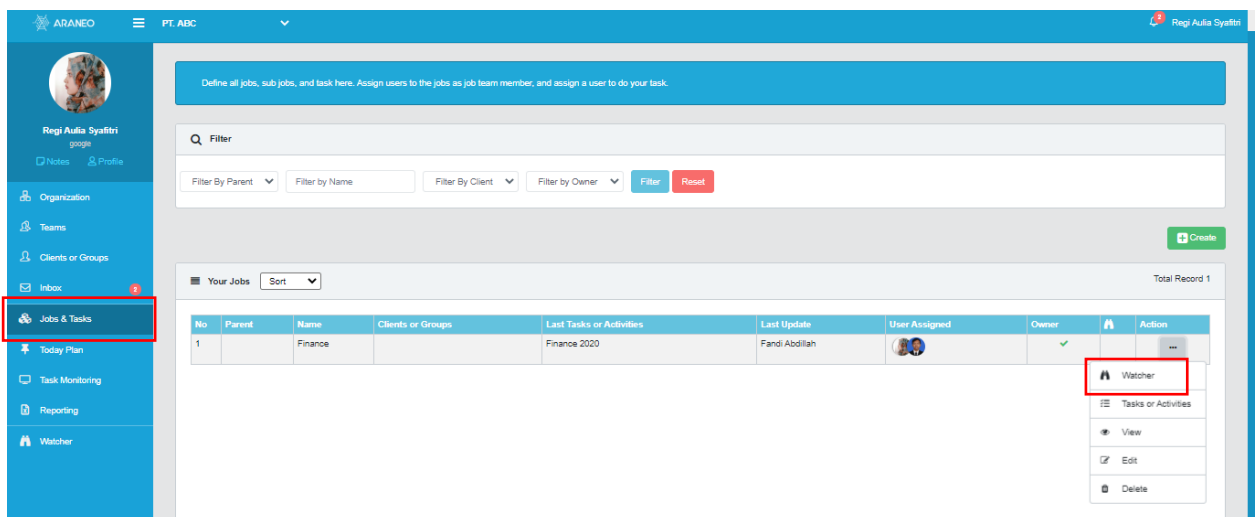 ARANEO
PT. ABC
2
Regi Aulia Syafitri
Regi Aulia Syafitri
google
Notes Profile
Organization
Teams
Clients or Groups
Inbox 2
Jobs & Tasks
Today Plan
Task Monitoring
Reporting
Watcher
Define all jobs, sub jobs, and task here. Assign users to the jobs as job team member, and assign a user to do your task.
Filter
Filter By Parent Filter by Name Filter By Client Filter by Owner Filter Reset
Create
Your Jobs Sort Total Record 1
No Parent Name Clients or Groups Last Tasks or Activities Last Update User Assigned Owner Action
1 Finance Finance 2020 Fandi Abdillah
Watcher
Tasks or Activities
View
Edit
Delete